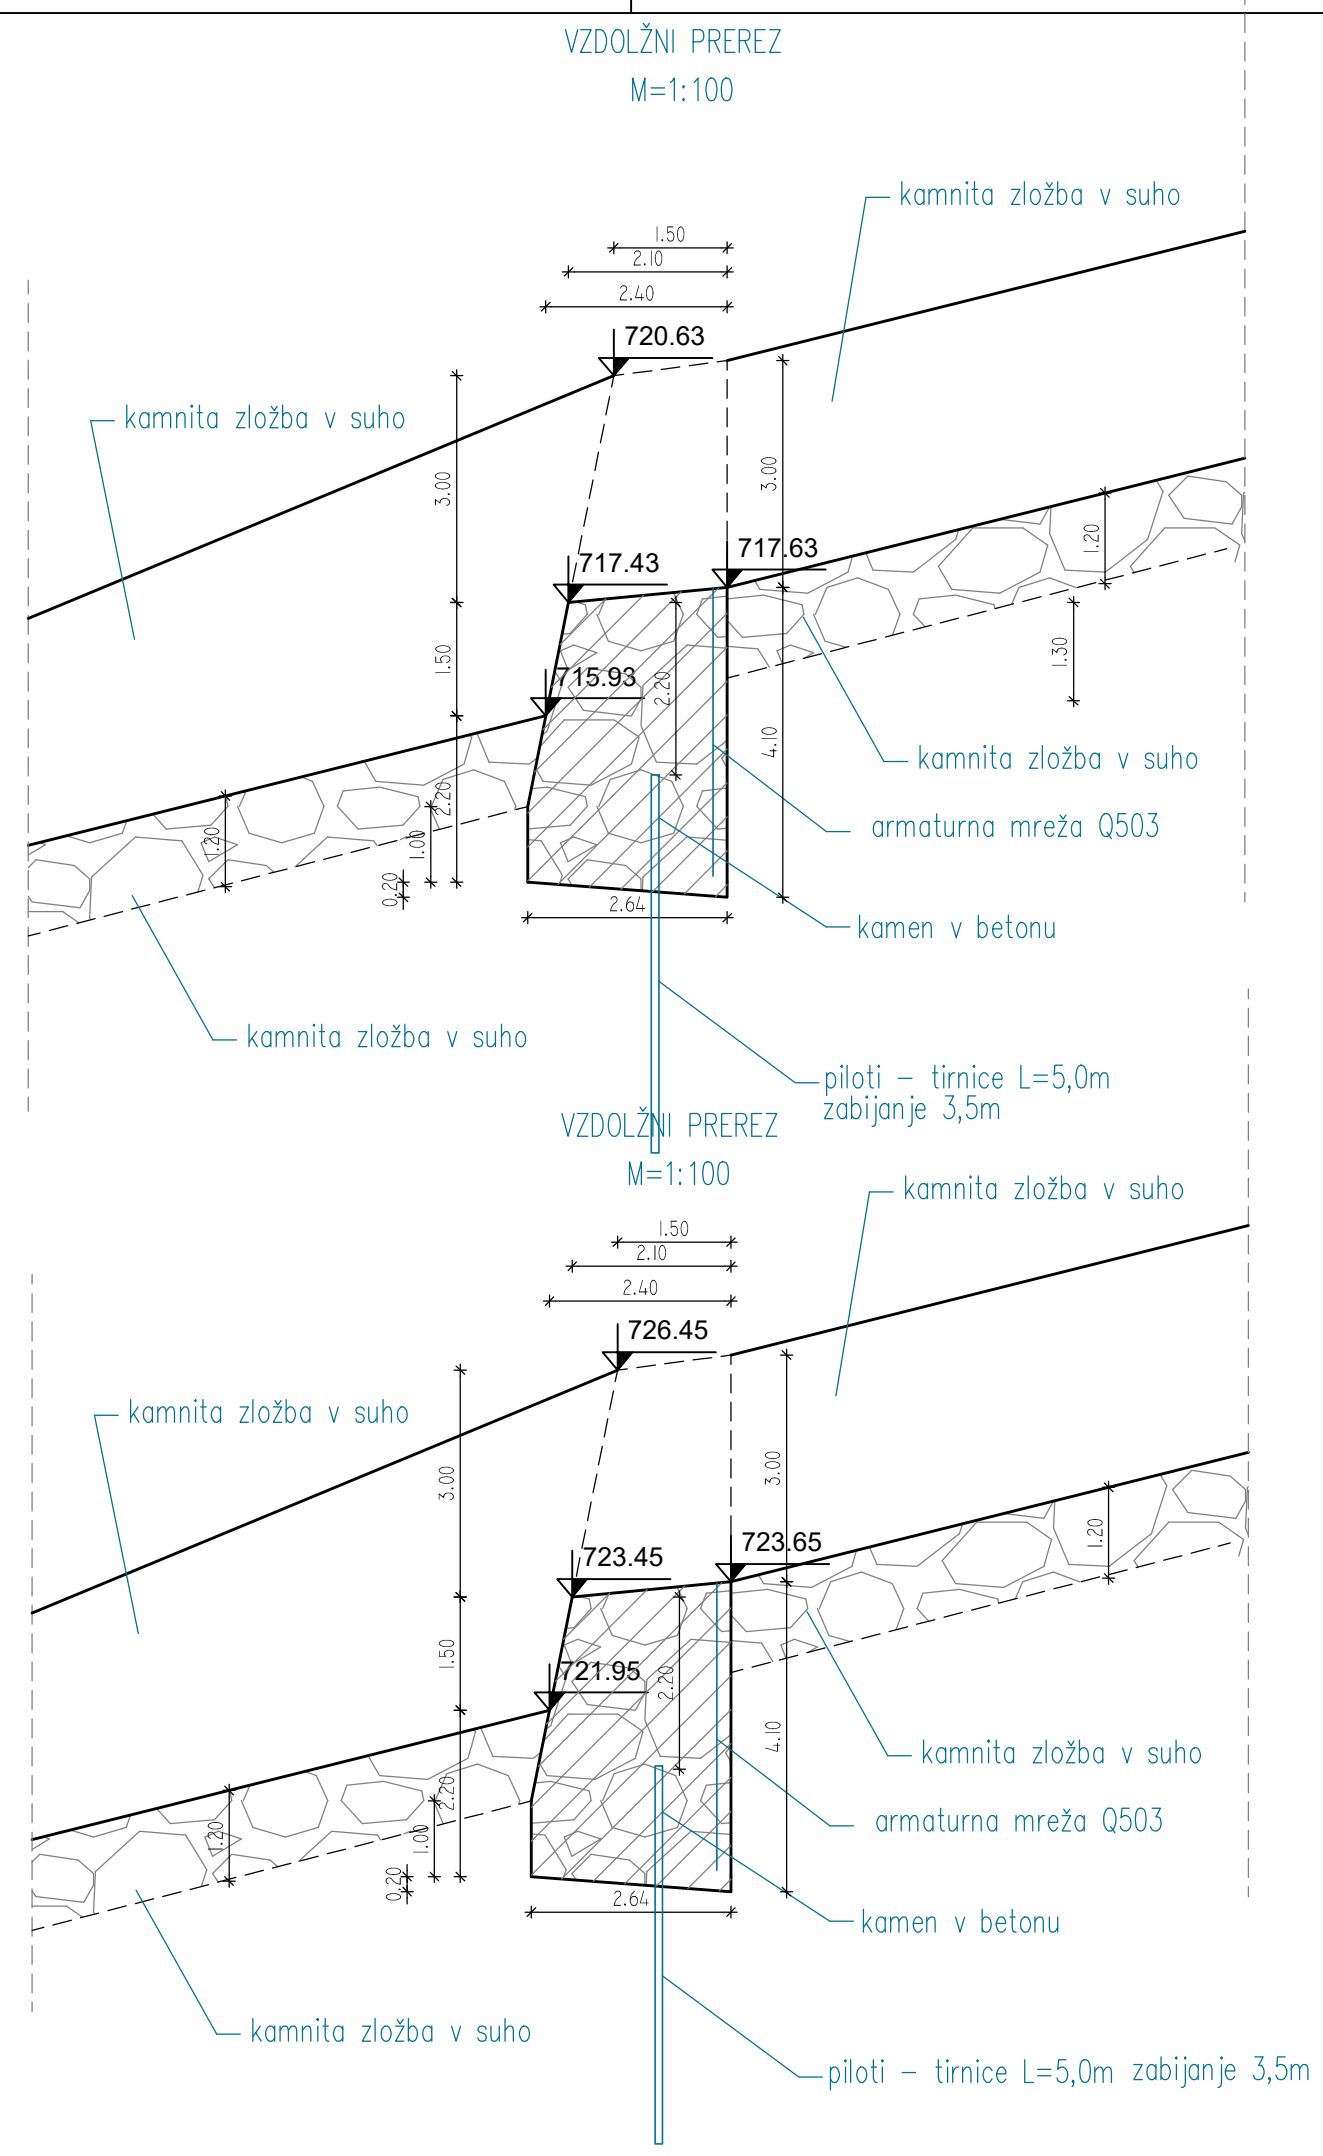 VZDOLŽNI PREREZ
M=1:100
kamnita zložba v suho
1.50
2.10
2.40
720.63
kamnita zložba v suho
3.00
3.00
1.20
717.43
717.63
1.50
715.93
2.20
1.30
4.10
kamnita zložba v suho
2.20
1.20
1.00
armaturna mreža Q503
0.20
2.64
kamen v betonu
kamnita zložba v suho
piloti - tirnice L=5,0m
zabijanje 3,5m
VZDOLŽNI PREREZ
M=1:100
kamnita zložba v suho
1.50
2.10
2.40
726.45
kamnita zložba v suho
3.00
3.00
1.20
723.45
723.65
1.50
721.95
2.20
4.10
kamnita zložba v suho
2.20
1.20
1.00
armaturna mreža Q503
0.20
2.64
kamen v betonu
kamnita zložba v suho
piloti - tirnice L=5,0m zabijanje 3,5m